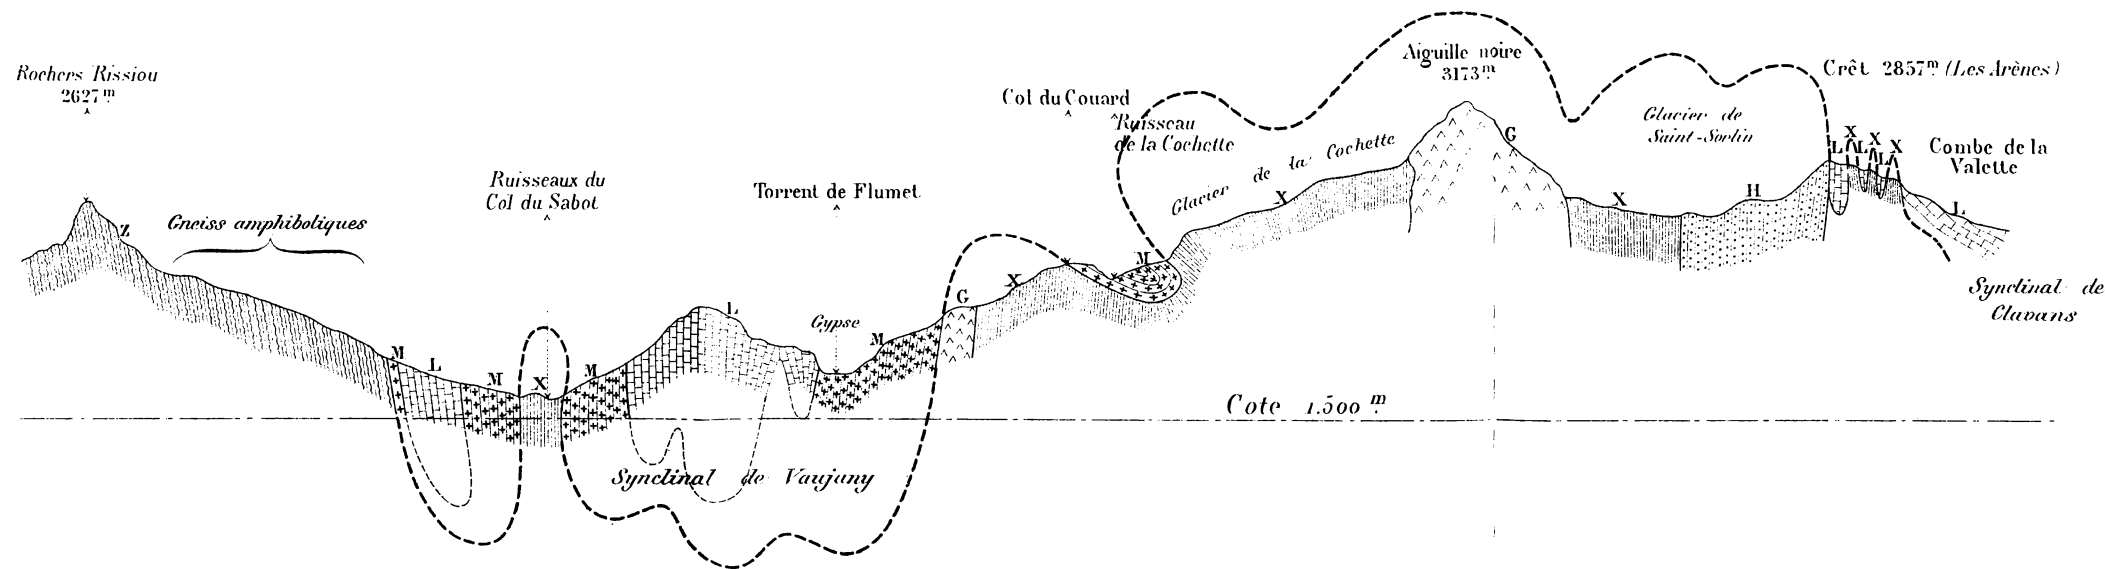 Rochers Rissiou
2627 m
Z
Gneiss amphiboliques
Ruisseaux du
Col du Sabot
Torrent de Flumet
Col du Couard
Ruisseau
de la Cochette
Glacier de la Cochette
Aiguille noire
3173 m
Glacier de
Saint-Sorlin
Crêt 2857 m (Les Arènes)
Combe de la
Valette
Synclinal de
Clavans
M
L
M
X
M
L
Gypse
M
G
X
M
X
G
X
H
L X L X L X
L
Cote 1.500 m
Synclinal de Vaujany